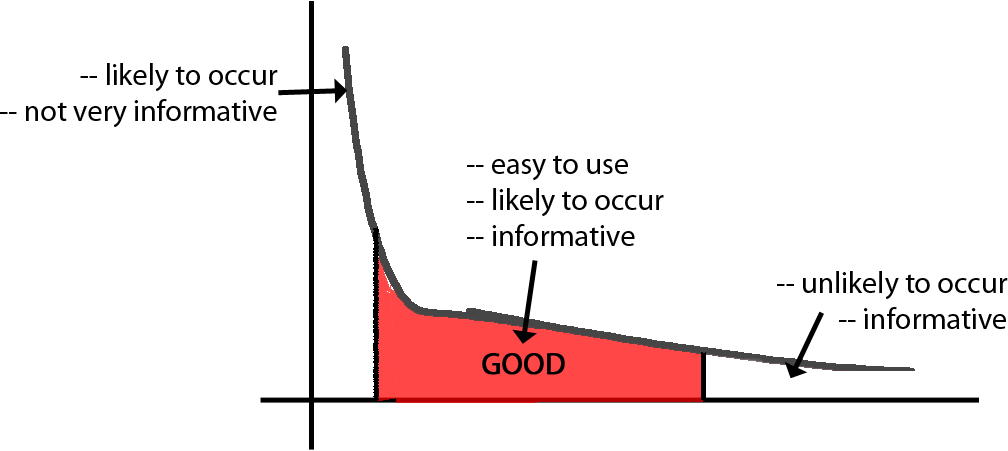 -- likely to occur
-- not very informative
-- easy to use
-- likely to occur
-- informative
-- unlikely to occur
-- informative
GOOD